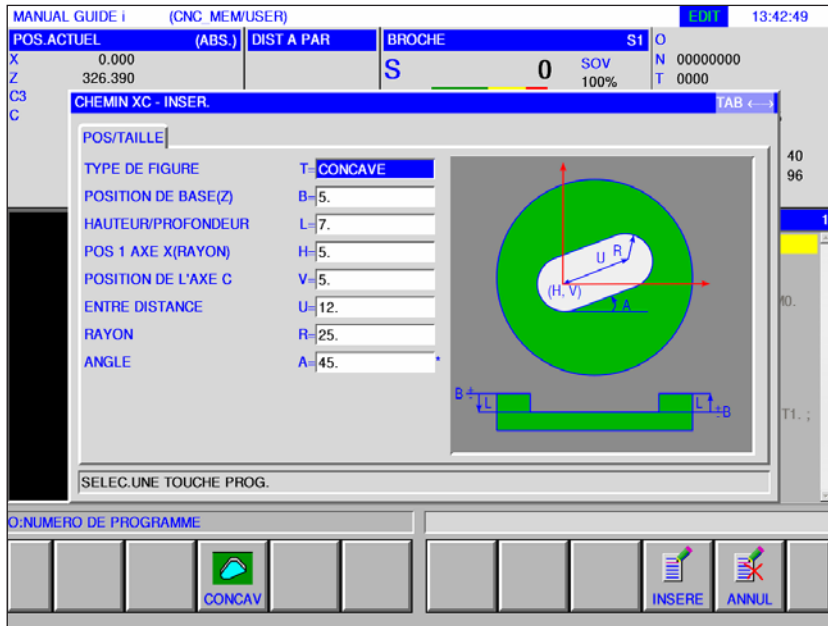 MANUAL GUIDE i (CNC_MEM/USER) EDIT 13:42:49
POS.ACTUEL (ABS.) DIST A PAR BROCHE S1 O
X 0.000 S 0 SOV N 00000000
Z 326.390 100% T 0000
C3
C
CHEMIN XC - INSER. TAB ←→
POS/TAILLE
TYPE DE FIGURE T=CONCAVE
POSITION DE BASE(Z) B=5.
HAUTEUR/PROFONDEUR L=7.
POS 1 AXE X(RAYON) H=5.
POSITION DE L'AXE C V=5.
ENTRE DISTANCE U=12.
RAYON R=25.
ANGLE A=45. *
U R
(H, V)
A
B ± L L ±B
40
96
1
M0.
T1. ;
SELEC.UNE TOUCHE PROG.
O:NUMERO DE PROGRAMME
CONCAV INSERE ANNUL